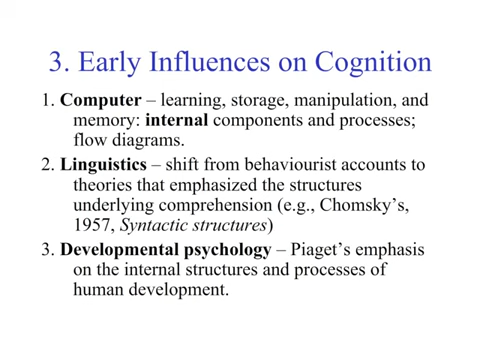 3. Early Influences on Cognition
1. Computer – learning, storage, manipulation, and
memory: internal components and processes;
flow diagrams.
2. Linguistics – shift from behaviourist accounts to
theories that emphasized the structures
underlying comprehension (e.g., Chomsky’s,
1957, Syntactic structures)
3. Developmental psychology – Piaget’s emphasis
on the internal structures and processes of
human development.